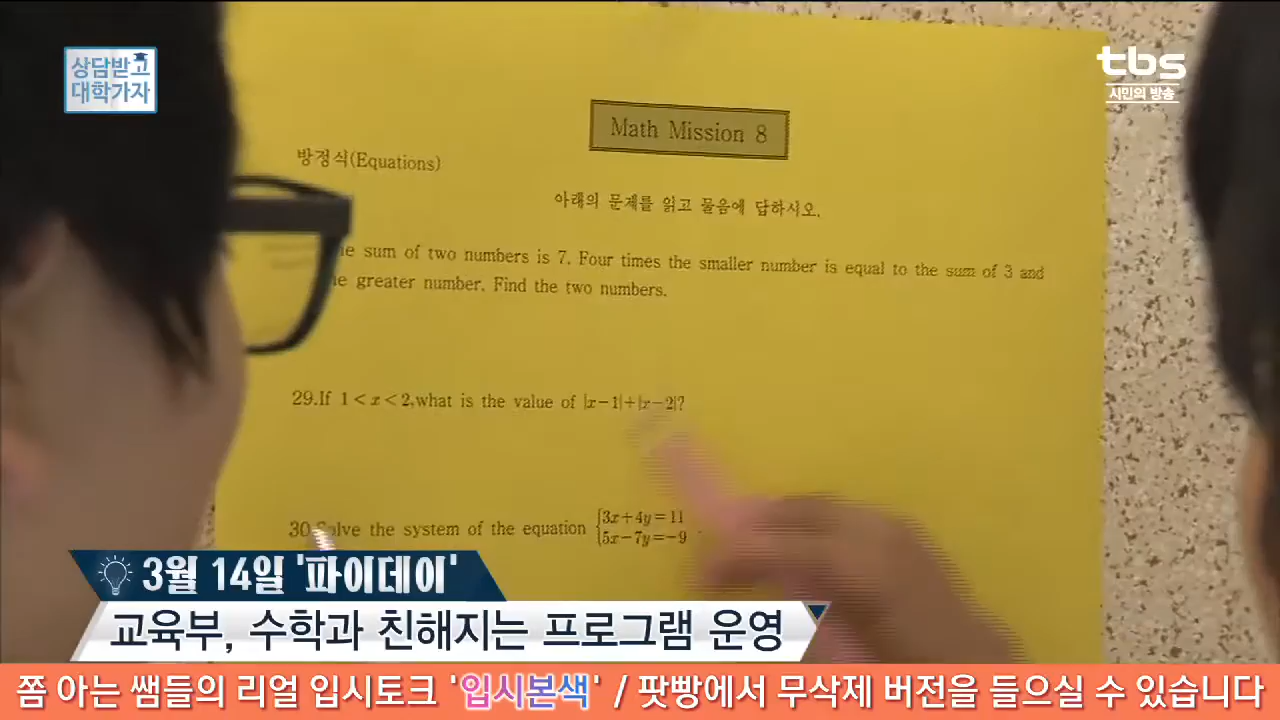 상담받고
대학가자
tbs
시민의 방송
Math Mission 8
방정식(Equations)
아래의 문제를 읽고 물음에 답하시오.
sum of two numbers is 7. Four times the smaller number is equal to the sum of 3 and
greater number. Find the two numbers.
29.If 1<x<2,what is the value of |x-1|+|x-2|?
30.Solve the system of the equation {3x+4y=11
5x-7y=-9
3월 14일 '파이데이'
교육부, 수학과 친해지는 프로그램 운영
쫌 아는 쌤들의 리얼 입시토크 '입시본색' / 팟빵에서 무삭제 버전을 들으실 수 있습니다